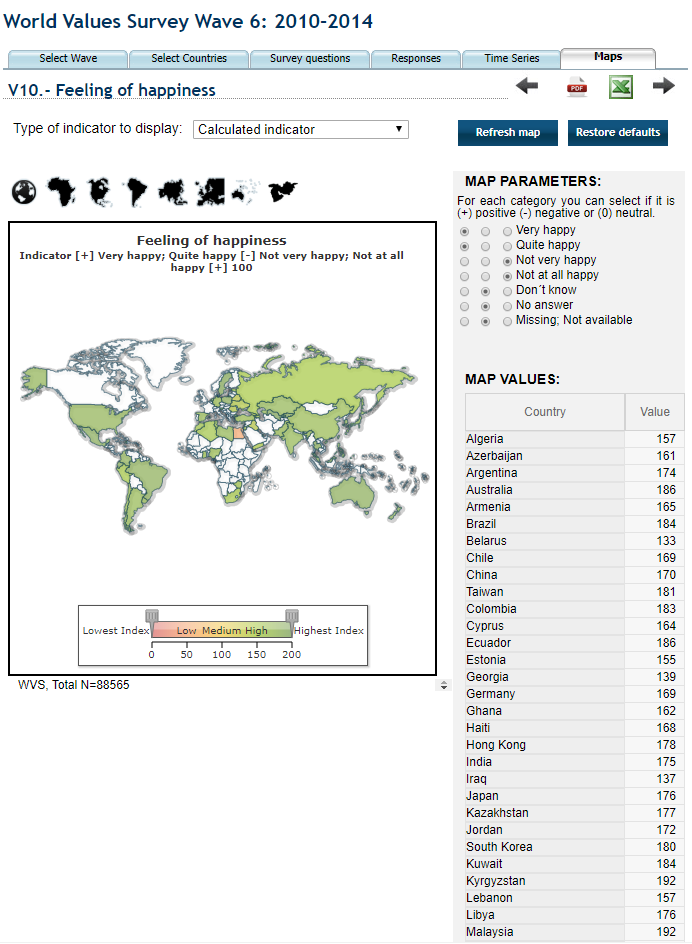 World Values Survey Wave 6: 2010-2014
Select Wave
Select Countries
Survey questions
Responses
Time Series
Maps
V10.- Feeling of happiness
PDF
Type of indicator to display:
Calculated indicator
Refresh map
Restore defaults
MAP PARAMETERS:
For each category you can select if it is
(+) positive (-) negative or (0) neutral.
Very happy
Quite happy
Not very happy
Not at all happy
Don´t know
No answer
Missing; Not available
Feeling of happiness
Indicator [+] Very happy; Quite happy [-] Not very happy; Not at all
happy [+] 100
Lowest Index
Low Medium High
Highest Index
0 50 100 150 200
WVS, Total N=88565
MAP VALUES:
Country Value
Algeria 157
Azerbaijan 161
Argentina 174
Australia 186
Armenia 165
Brazil 184
Belarus 133
Chile 169
China 170
Taiwan 181
Colombia 183
Cyprus 164
Ecuador 186
Estonia 155
Georgia 139
Germany 169
Ghana 162
Haiti 168
Hong Kong 178
India 175
Iraq 137
Japan 176
Kazakhstan 177
Jordan 172
South Korea 180
Kuwait 184
Kyrgyzstan 192
Lebanon 157
Libya 176
Malaysia 192